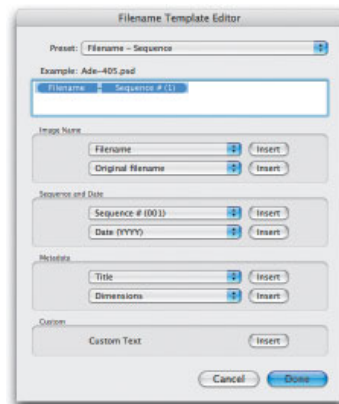 Filename Template Editor
Preset: Filename – Sequence
Example: Ade-405.psd
Filename - Sequence # (1)
Image Name
Filename Insert
Original filename Insert
Sequence and Date
Sequence # (001) Insert
Date (YYYY) Insert
Metadata
Title Insert
Dimensions Insert
Custom
Custom Text Insert
Cancel Done